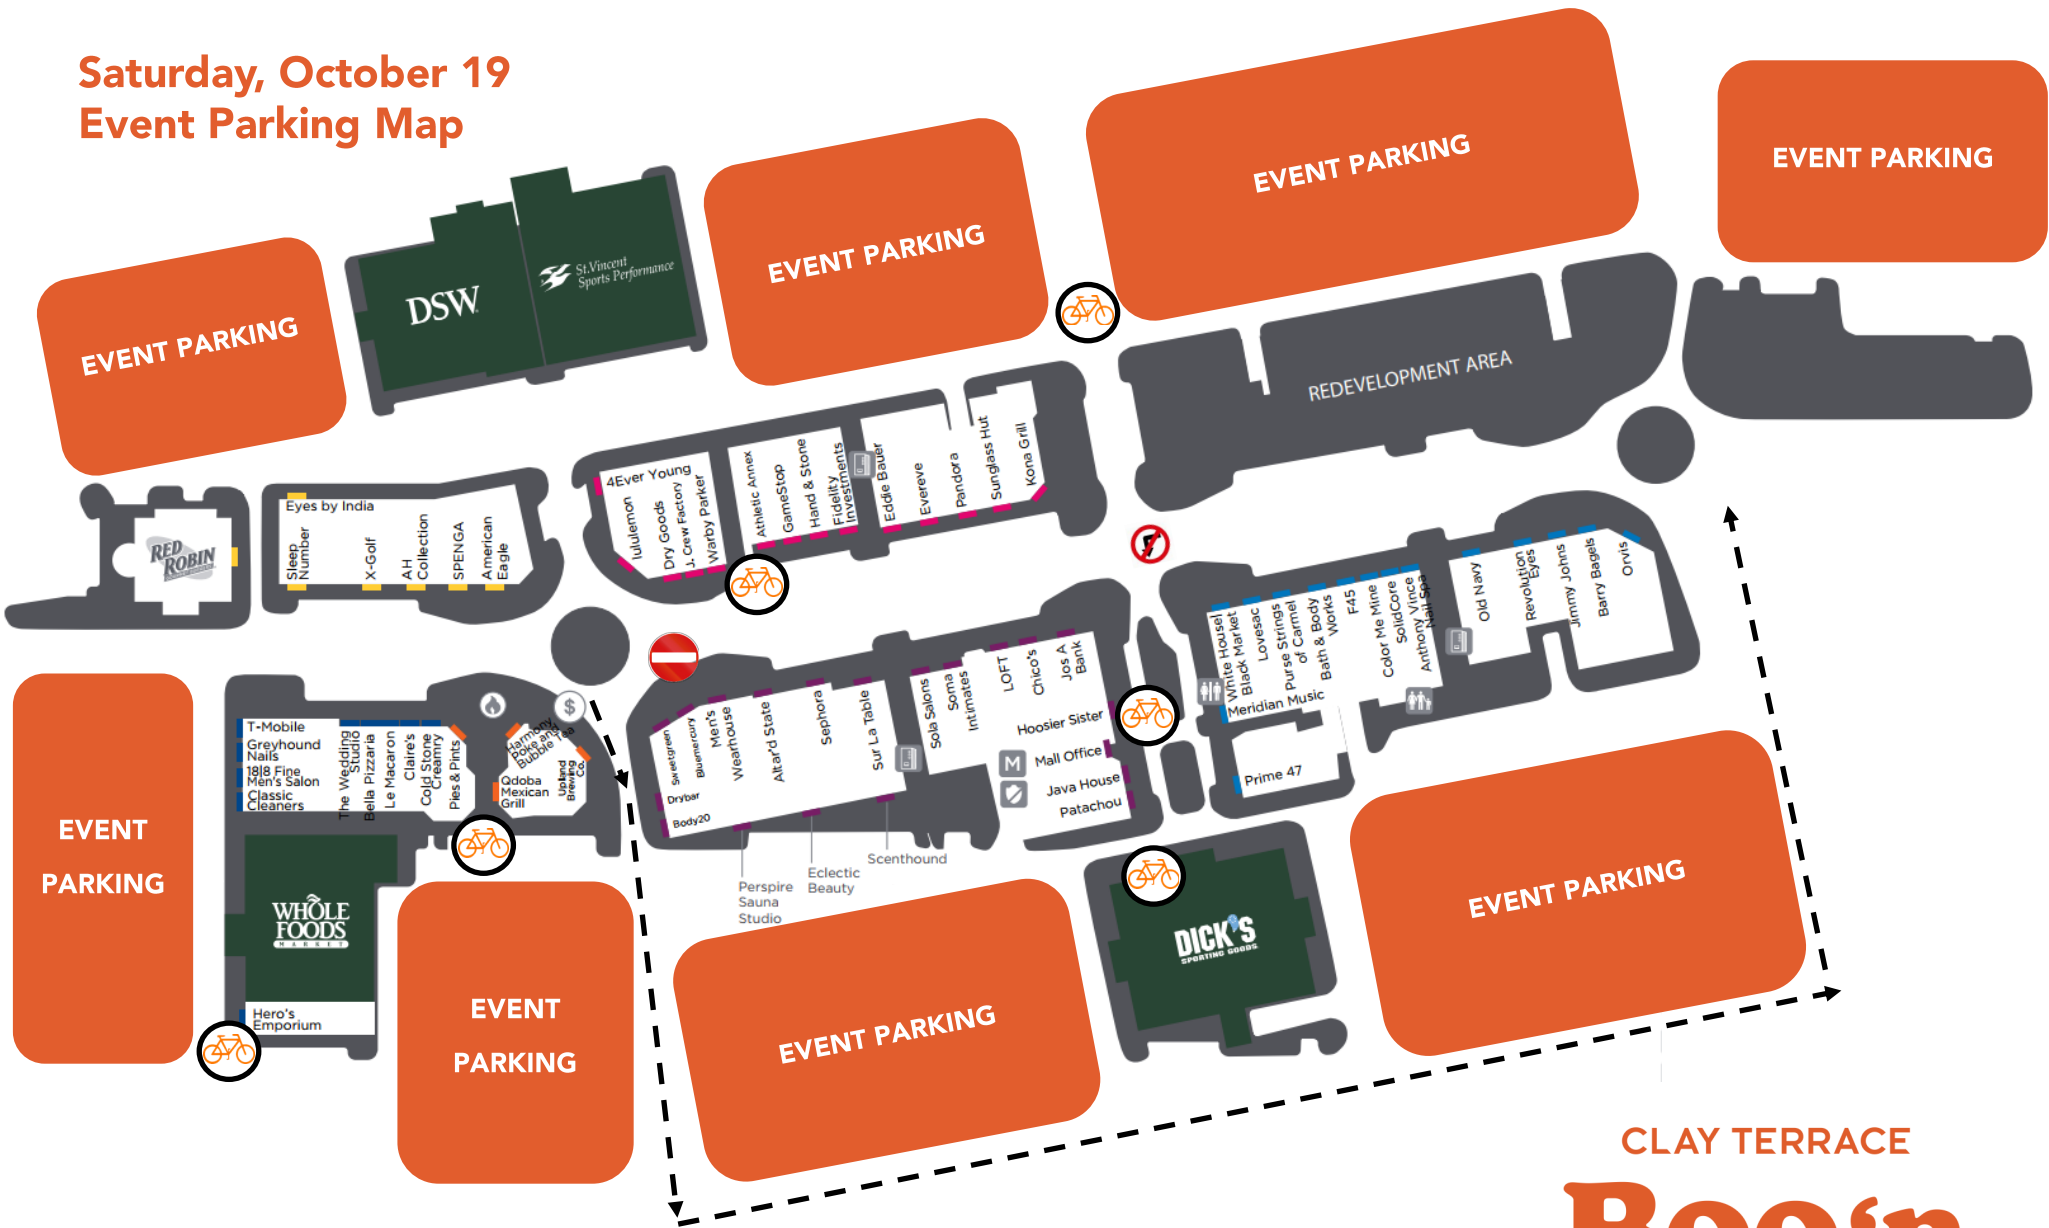 Saturday, October 19
Event Parking Map
EVENT PARKING
EVENT PARKING
EVENT PARKING
EVENT PARKING
DSW
St.Vincent
Sports Performance
REDEVELOPMENT AREA
RED
ROBIN
Eyes by India
Sleep
Number
X-Golf
AH
Collection
SPENGA
American
Eagle
4Ever Young
lululemon
Dry Goods
J. Crew Factory
Warby Parker
Athletic Annex
GameStop
Hand & Stone
Fidelity
Investments
Eddie Bauer
Evereve
Pandora
Sunglass Hut
Kona Grill
White House|
Black Market
Lovesac
Purse Strings
of Carmel
Bath & Body
Works
F45
Color Me Mine
SolidCore
Anthony Vince
Nail Spa
Meridian Music
Prime 47
Old Navy
Revolution
Eyes
Jimmy Johns
Barry Bagels
Orvis
T-Mobile
Greyhound
Nails
18|8 Fine
Men's Salon
Classic
Cleaners
The Wedding
Studio
Bella Pizzaria
Le Macaron
Claire's
Cold Stone
Creamry
Pies & Pints
Harmony
Poke and
Bubble Tea
Qdoba
Mexican
Grill
Upland
Brewing
Co.
$
Sweetgreen
Bluemercury
Men's
Wearhouse
Altar'd State
Sephora
Sur La Table
Drybar
Body20
Sola Salons
Soma
Intimates
LOFT
Chico's
Jos A
Bank
Hoosier Sister
M
Mall Office
Java House
Patachou
Perspire
Sauna
Studio
Eclectic
Beauty
Scenthound
WHOLE
FOODS
MARKET
Hero's
Emporium
DICK'S
SPORTING GOODS
EVENT
PARKING
EVENT
PARKING
EVENT PARKING
EVENT PARKING
CLAY TERRACE
Boo'n